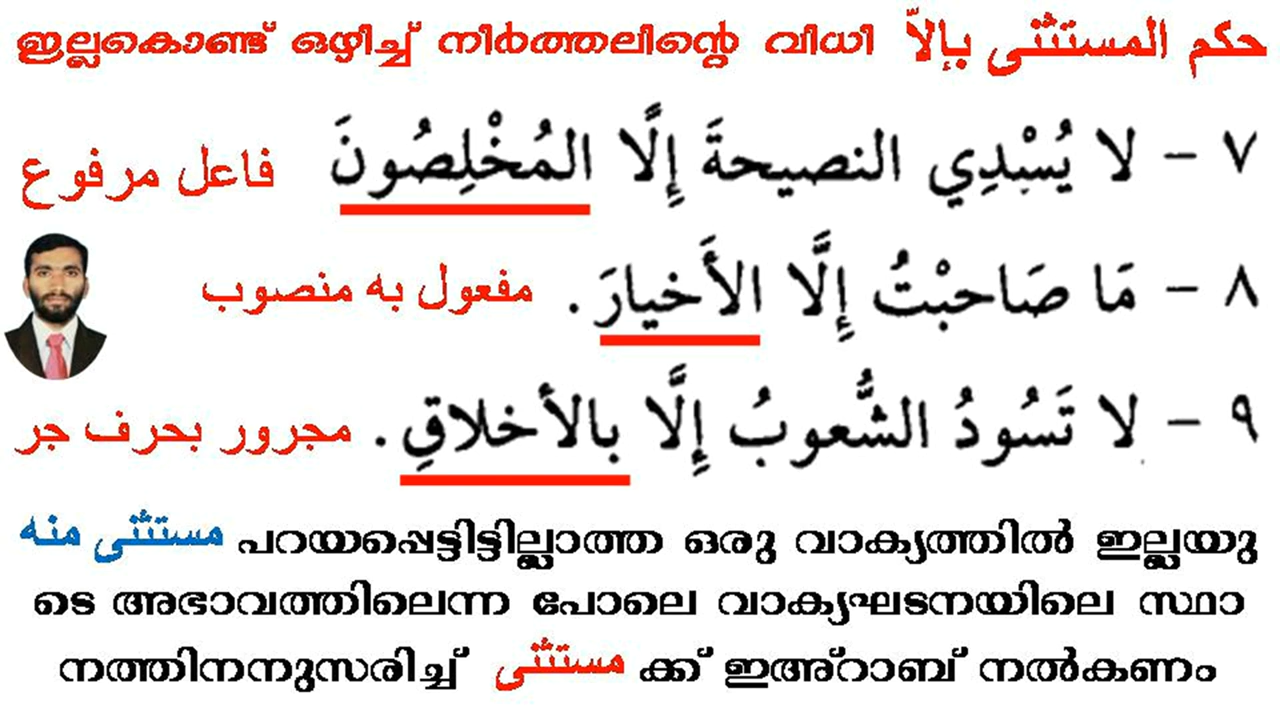 ഇല്ലകൊണ്ട് ഒഴിച്ച് നിർത്തലിന്റെ വിധി حكم المستثنى بإلاّ
٧ - لا يُسْدِي النصيحةَ إِلَّا المُخْلِصُونَ فاعل مرفوع
٨ - مَا صَاحبْتُ إِلَّا الأَخيارَ . مفعول به منصوب
٩ - لا تَسُودُ الشُّعوبُ إِلَّا بالأخلاقِ . مجرور بحرف جر
مستثنى منه പറയപ്പെട്ടിട്ടില്ലാത്ത ഒരു വാക്യത്തിൽ ഇല്ലയു
ടെ അഭാവത്തിലെന്ന പോലെ വാക്യഘടനയിലെ സ്ഥാ
നത്തിനനുസരിച്ച് مستثنى ക്ക് ഇഅ്റാബ് നൽകണം